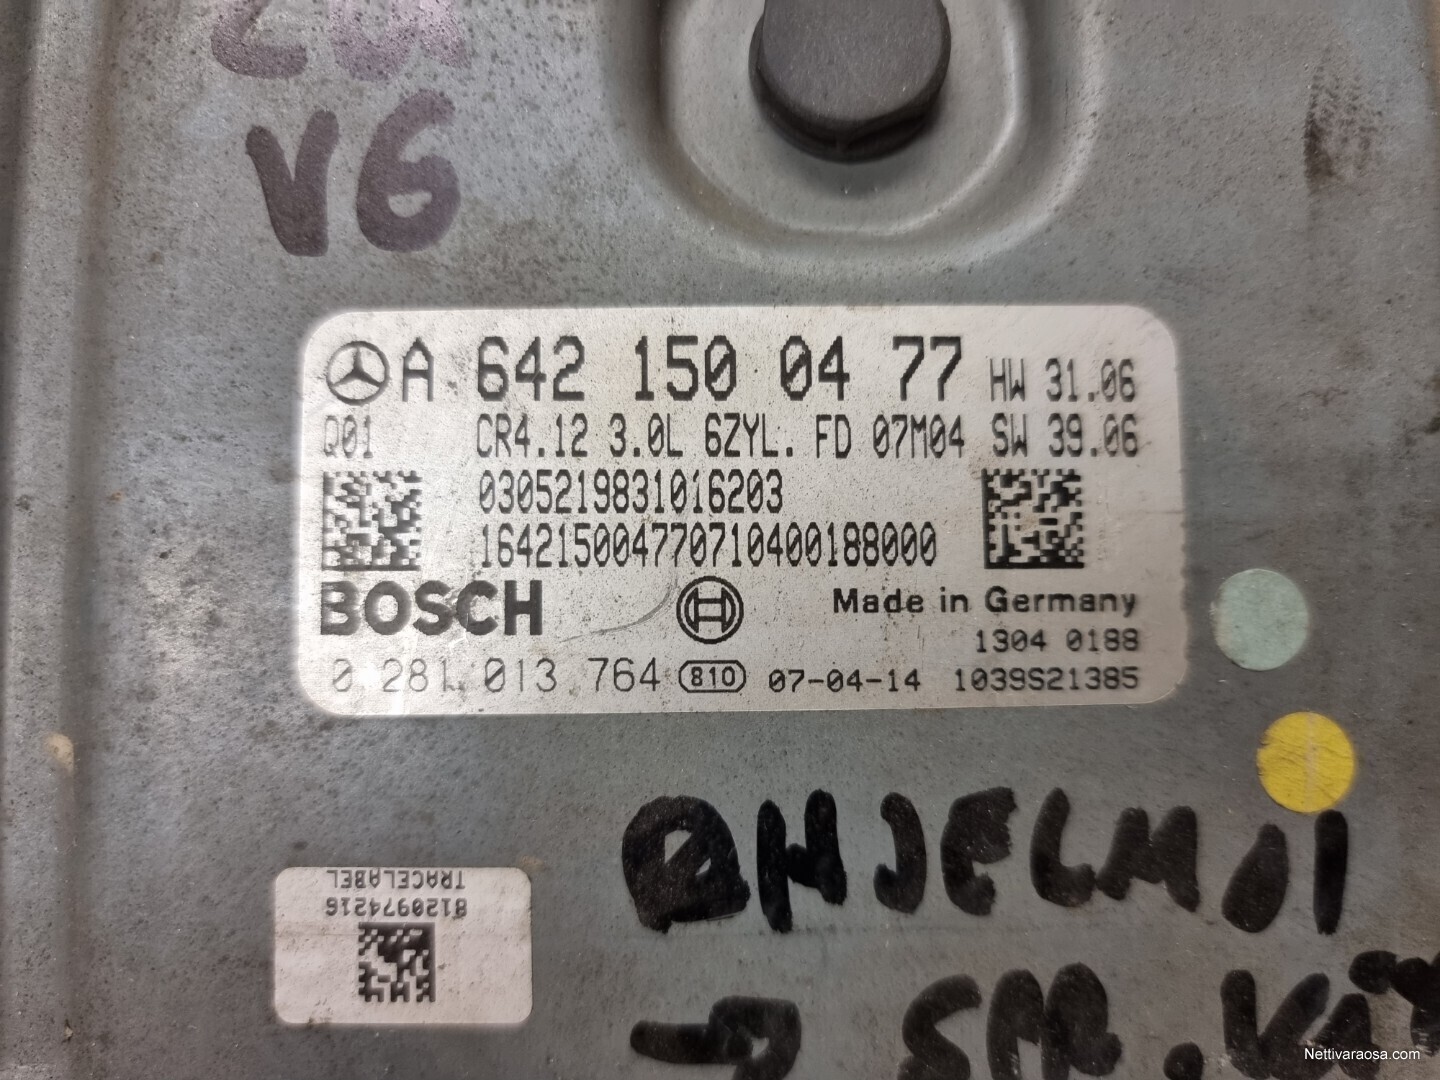 CDI
V6
A 642 150 04 77 HW 31.06
Q01 CR4.12 3.0L 6ZYL. FD 07M04 SW 39.06
0305219831016203
164215004770710400188000
BOSCH Made in Germany
1304 0188
0 281 013 764 810 07-04-14 1039S21385
TRACELABEL
8120974216
OHJELMOI
Nettivaraosa.com